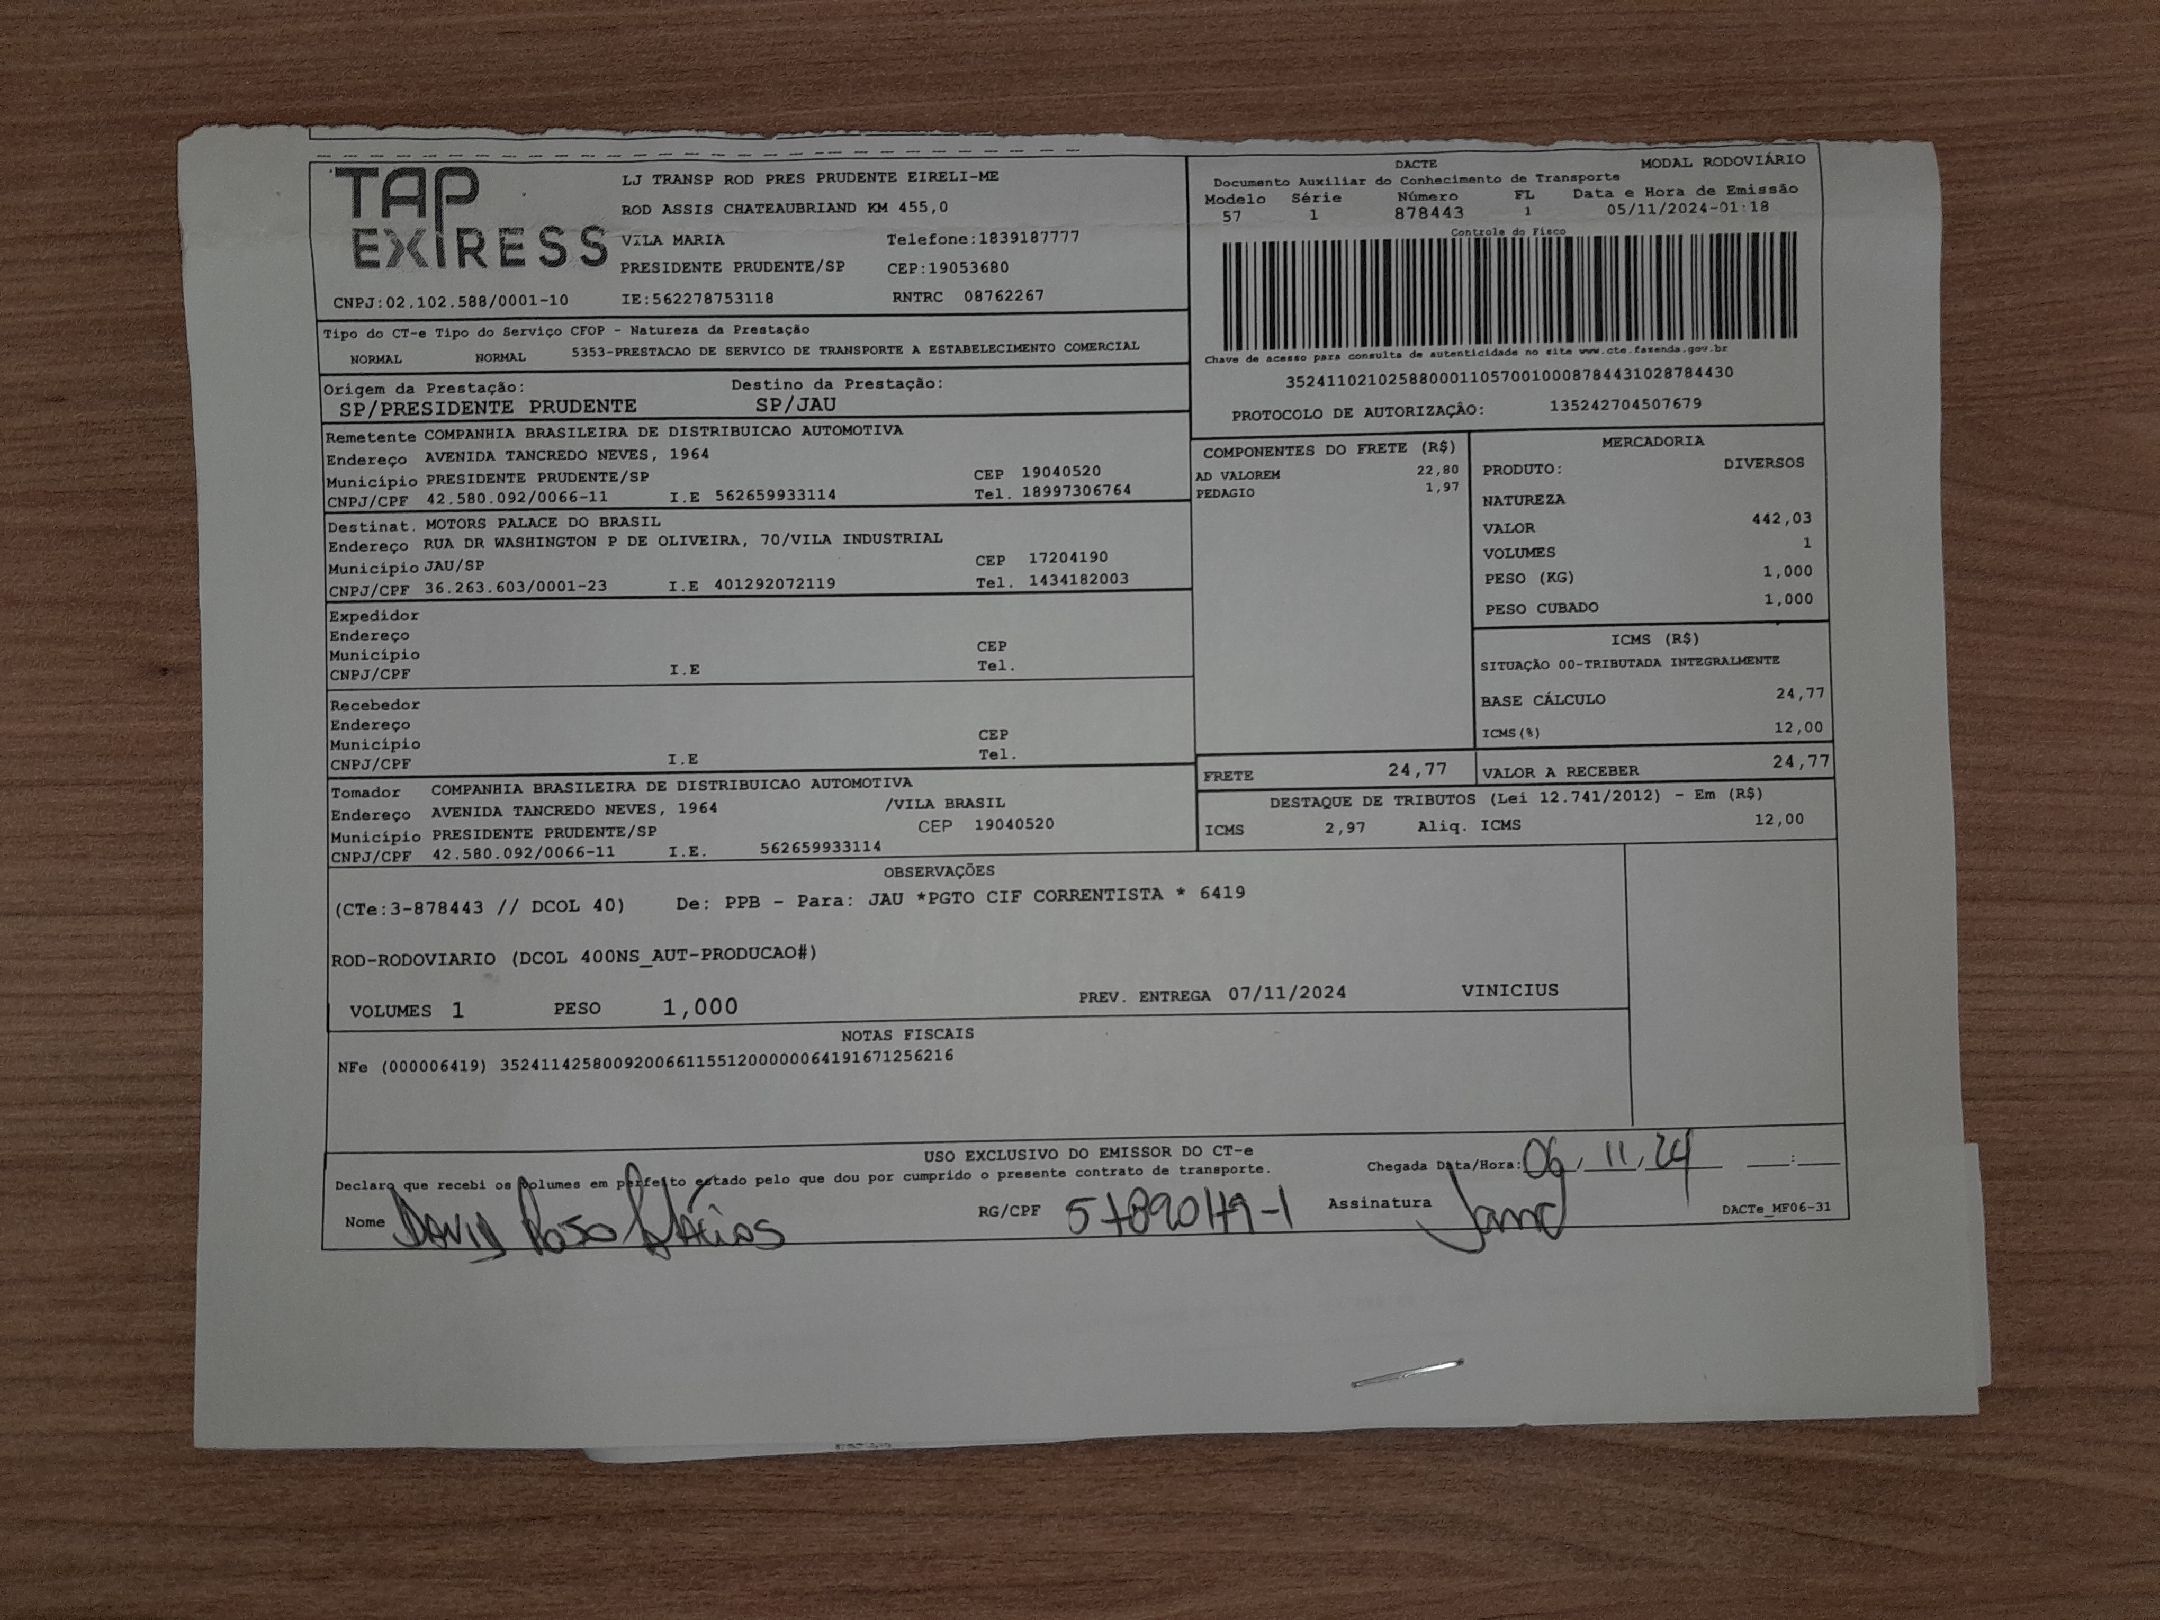 TAP
EXPRESS
LJ TRANSP ROD PRES PRUDENTE EIRELI-ME
ROD ASSIS CHATEAUBRIAND KM 455,0
VILA MARIA Telefone:1839187777
PRESIDENTE PRUDENTE/SP CEP:19053680
CNPJ:02.102.588/0001-10 IE:562278753118 RNTRC 08762267
DACTE MODAL RODOVIÁRIO
Documento Auxiliar do Conhecimento de Transporte
Modelo Série Número FL Data e Hora de Emissão
57 1 878443 1 05/11/2024-01:18
Controle do Fisco
Chave de acesso para consulta de autenticidade no site www.cte.fazenda.gov.br
35241102102588000110570010008784431028784430
PROTOCOLO DE AUTORIZAÇÃO: 135242704507679
Tipo do CT-e Tipo do Serviço CFOP - Natureza da Prestação
NORMAL NORMAL 5353-PRESTACAO DE SERVICO DE TRANSPORTE A ESTABELECIMENTO COMERCIAL
Origem da Prestação: Destino da Prestação:
SP/PRESIDENTE PRUDENTE SP/JAU
Remetente COMPANHIA BRASILEIRA DE DISTRIBUICAO AUTOMOTIVA
Endereço AVENIDA TANCREDO NEVES, 1964
Município PRESIDENTE PRUDENTE/SP CEP 19040520
CNPJ/CPF 42.580.092/0066-11 I.E 562659933114 Tel. 18997306764
Destinat. MOTORS PALACE DO BRASIL
Endereço RUA DR WASHINGTON P DE OLIVEIRA, 70/VILA INDUSTRIAL
Município JAU/SP CEP 17204190
CNPJ/CPF 36.263.603/0001-23 I.E 401292072119 Tel. 1434182003
Expedidor
Endereço
Município CEP
CNPJ/CPF I.E Tel.
Recebedor
Endereço
Município CEP
CNPJ/CPF I.E Tel.
Tomador COMPANHIA BRASILEIRA DE DISTRIBUICAO AUTOMOTIVA
Endereço AVENIDA TANCREDO NEVES, 1964 /VILA BRASIL
Município PRESIDENTE PRUDENTE/SP CEP 19040520
CNPJ/CPF 42.580.092/0066-11 I.E. 562659933114
COMPONENTES DO FRETE (R$)
AD VALOREM 22,80
PEDAGIO 1,97
MERCADORIA
PRODUTO: DIVERSOS
NATUREZA
VALOR 442,03
VOLUMES 1
PESO (KG) 1,000
PESO CUBADO 1,000
ICMS (R$)
SITUAÇÃO 00-TRIBUTADA INTEGRALMENTE
BASE CÁLCULO 24,77
ICMS(%) 12,00
FRETE 24,77 VALOR A RECEBER 24,77
DESTAQUE DE TRIBUTOS (Lei 12.741/2012) - Em (R$)
ICMS 2,97 Aliq. ICMS 12,00
OBSERVAÇÕES
(CTe:3-878443 // DCOL 40) De: PPB - Para: JAU *PGTO CIF CORRENTISTA * 6419
ROD-RODOVIARIO (DCOL 400NS_AUT-PRODUCAO#)
VOLUMES 1 PESO 1,000 PREV. ENTREGA 07/11/2024 VINICIUS
NOTAS FISCAIS
NFe (000006419) 35241142580092006611551200000064191671256216
USO EXCLUSIVO DO EMISSOR DO CT-e
Declaro que recebi os volumes em perfeito estado pelo que dou por cumprido o presente contrato de transporte.
Chegada Data/Hora: 06/11/24 __:__
Nome DAVID RG/CPF Assinatura DACTe_MF06-31